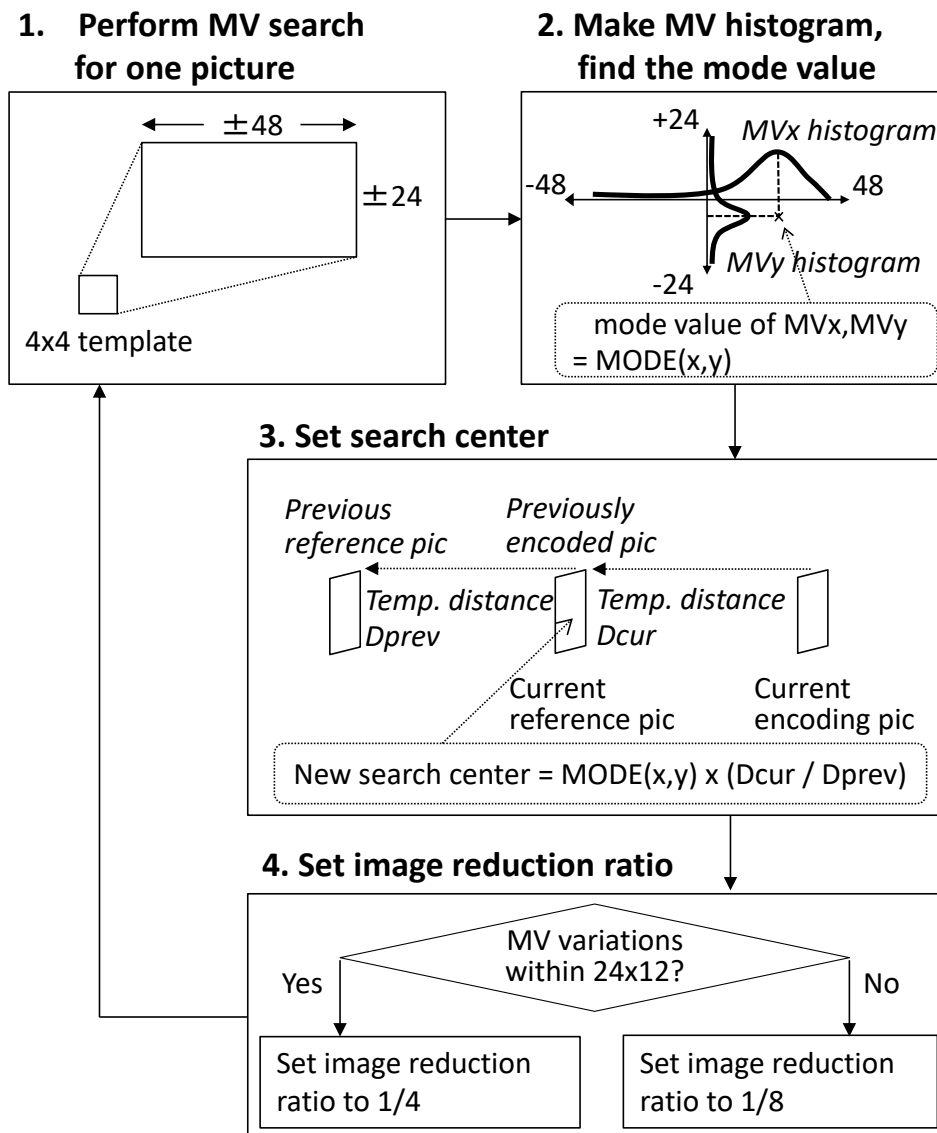 1. Perform MV search
for one picture
±48
±24
4x4 template
2. Make MV histogram,
find the mode value
+24
MVx histogram
-48
48
MVy histogram
-24
mode value of MVx,MVy
= MODE(x,y)
3. Set search center
Previous
reference pic
Previously
encoded pic
Temp. distance
Dprev
Temp. distance
Dcur
Current
reference pic
Current
encoding pic
New search center = MODE(x,y) x (Dcur / Dprev)
4. Set image reduction ratio
MV variations
within 24x12?
Yes
No
Set image reduction
ratio to 1/4
Set image reduction
ratio to 1/8